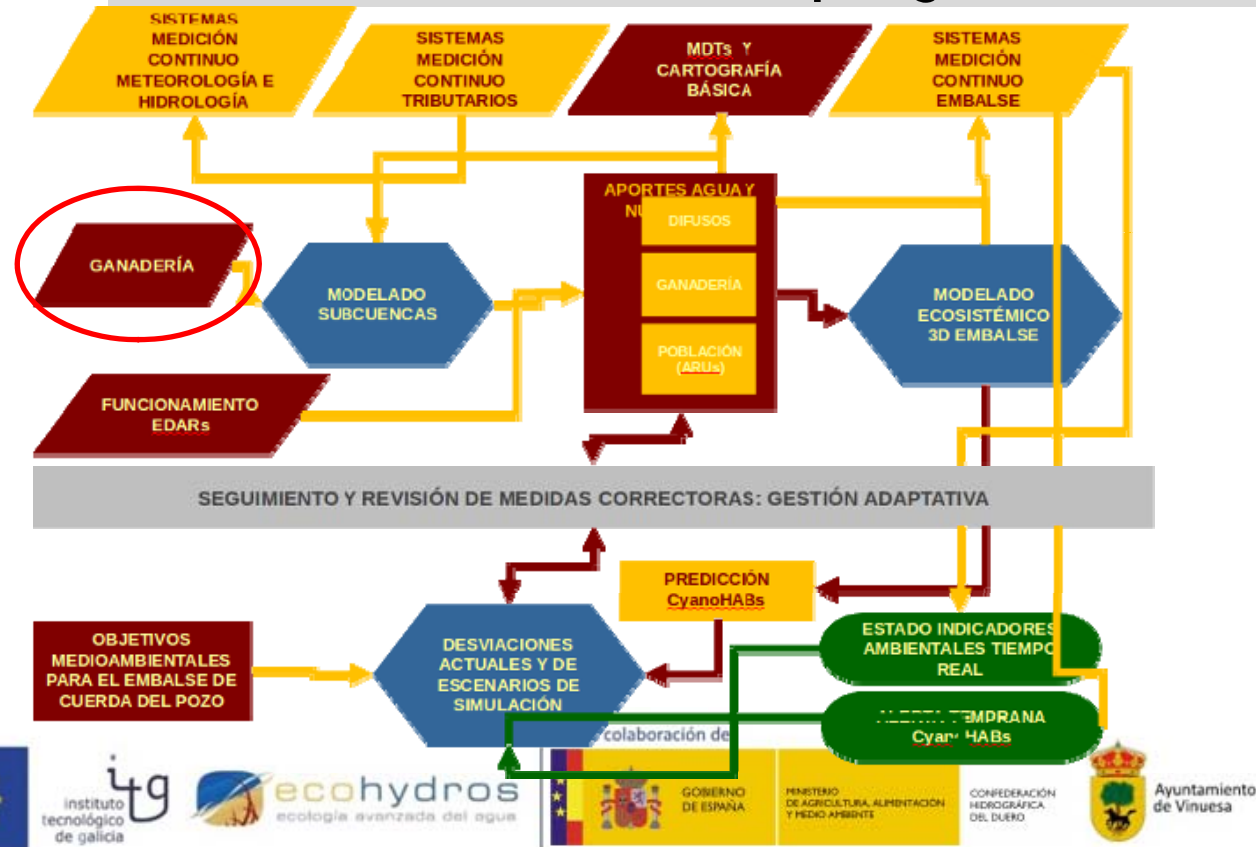 SISTEMAS
MEDICIÓN
CONTINUO
METEOROLOGÍA E
HIDROLOGÍA
SISTEMAS
MEDICIÓN
CONTINUO
TRIBUTARIOS
MDTs Y
CARTOGRAFÍA
BÁSICA
SISTEMAS
MEDICIÓN
CONTINUO
EMBALSE
GANADERÍA
MODELADO
SUBCUENCAS
APORTES AGUA Y
DIFUSOS
GANADERÍA
POBLACIÓN
(ARUs)
MODELADO
ECOSISTÉMICO
3D EMBALSE
FUNCIONAMIENTO
EDARs
SEGUIMIENTO Y REVISIÓN DE MEDIDAS CORRECTORAS: GESTIÓN ADAPTATIVA
PREDICCIÓN
CyanoHABs
OBJETIVOS
MEDIOAMBIENTALES
PARA EL EMBALSE DE
CUERDA DEL POZO
DESVIACIONES
ACTUALES Y DE
ESCENARIOS DE
SIMULACIÓN
ESTADO INDICADORES
AMBIENTALES TIEMPO
REAL
ALERTA TEMPRANA
CyanoHABs
colaboración de
itg
instituto
tecnológico
de galicia
ecohydros
ecología avanzada del agua
GOBIERNO
DE ESPAÑA
MINISTERIO
DE AGRICULTURA, ALIMENTACIÓN
Y MEDIO AMBIENTE
CONFEDERACIÓN
HIDROGRÁFICA
DEL DUERO
Ayuntamiento
de Vinuesa